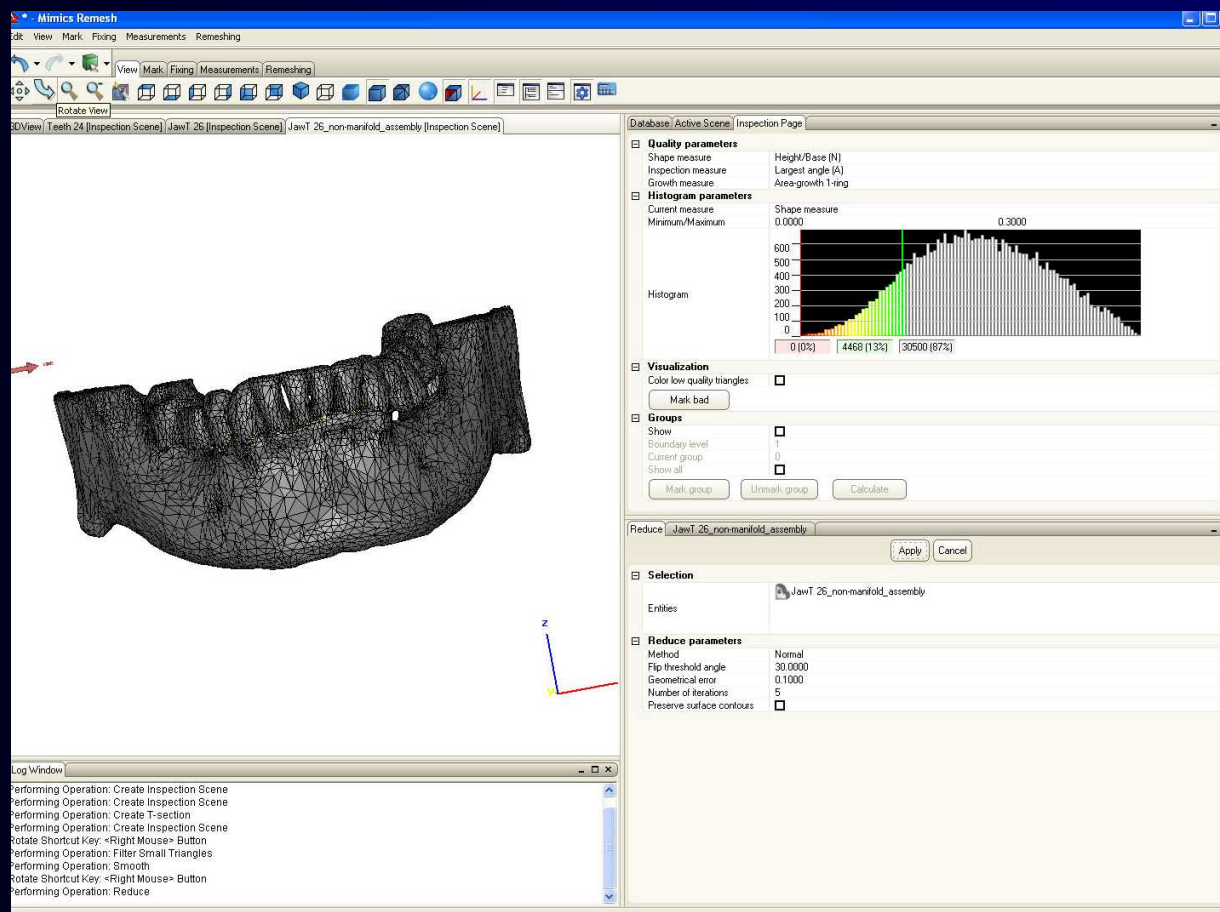 * - Mimics Remesh
Edit View Mark Fixing Measurements Remeshing
View Mark Fixing Measurements Remeshing
Rotate View
3DView Teeth 24 [Inspection Scene] JawT 26 [Inspection Scene] JawT 26_non-manifold_assembly [Inspection Scene]
z
y
Log Window
Performing Operation: Create Inspection Scene
Performing Operation: Create Inspection Scene
Performing Operation: Create T-section
Performing Operation: Create Inspection Scene
Rotate Shortcut Key: <Right Mouse> Button
Performing Operation: Filter Small Triangles
Performing Operation: Smooth
Rotate Shortcut Key: <Right Mouse> Button
Performing Operation: Reduce
Database Active Scene Inspection Page
Quality parameters
Shape measure Height/Base (N)
Inspection measure Largest angle (A)
Growth measure Area-growth 1-ring
Histogram parameters
Current measure Shape measure
Minimum/Maximum 0.0000 0.3000
Histogram
600
500
400
300
200
100
0
0 (0%) 4468 (13%) 30500 (87%)
Visualization
Color low quality triangles
Mark bad
Groups
Show
Boundary level 1
Current group 0
Show all
Mark group Unmark group Calculate
Reduce JawT 26_non-manifold_assembly
Apply Cancel
Selection
JawT 26_non-manifold_assembly
Entities
Reduce parameters
Method Normal
Flip threshold angle 30.0000
Geometrical error 0.1000
Number of iterations 5
Preserve surface contours